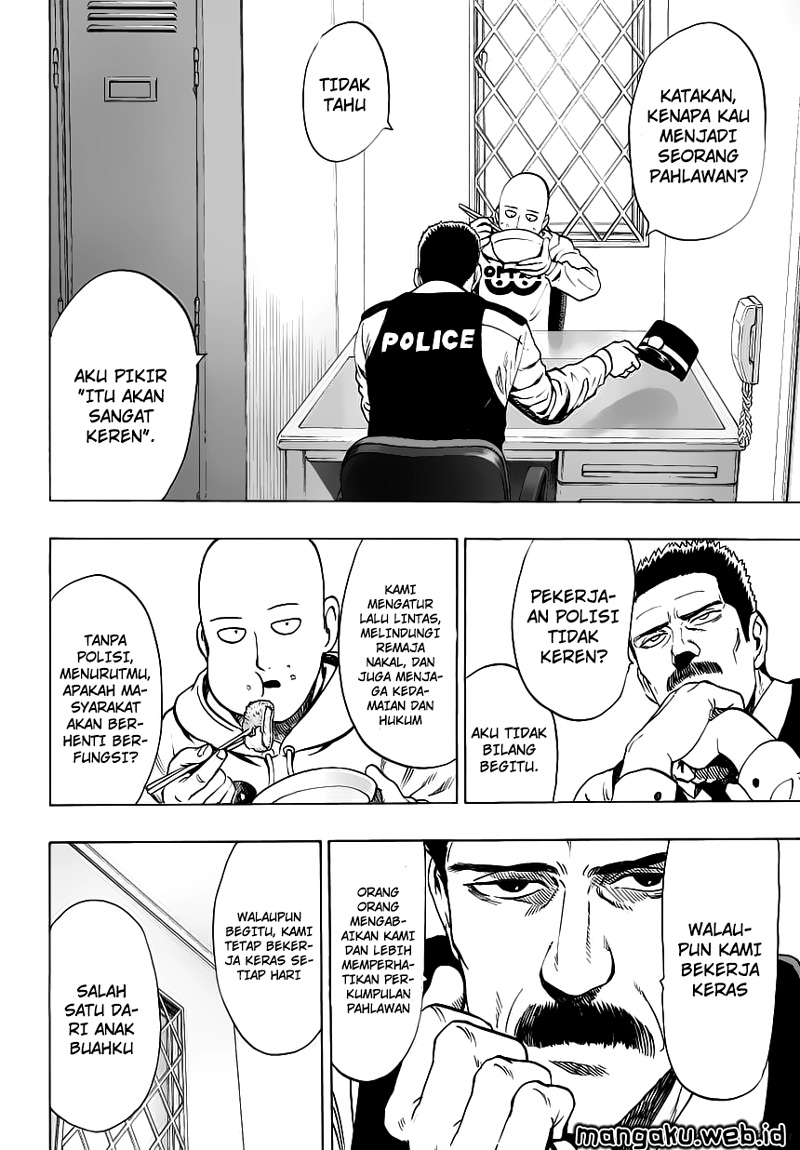 KATAKAN,
KENAPA KAU
MENJADI
SEORANG
PAHLAWAN?
TIDAK
TAHU
POLICE
AKU PIKIR
"ITU AKAN
SANGAT
KEREN".
PEKERJA-
AN POLISI
TIDAK
KEREN?
AKU TIDAK
BILANG
BEGITU.
KAMI
MENGATUR
LALU LINTAS,
MELINDUNGI
REMAJA
NAKAL, DAN
JUGA MENJA-
GA KEDA-
MAIAN DAN
HUKUM
TANPA
POLISI,
MENURUTMU,
APAKAH MA-
SYARAKAT
AKAN BER-
HENTI BER-
FUNGSI?
WALAU-
PUN KAMI
BEKERJA
KERAS
ORANG
ORANG
MENGAB-
AIKAN KAMI
DAN LEBIH
MEMPERHA-
TIKAN PER-
KUMPULAN
PAHLAWAN
WALAUPUN
BEGITU, KAMI
TETAP BEKER-
JA KERAS SE-
TIAP HARI
SALAH
SATU DA-
RI ANAK
BUAHKU
mangaku.web.id